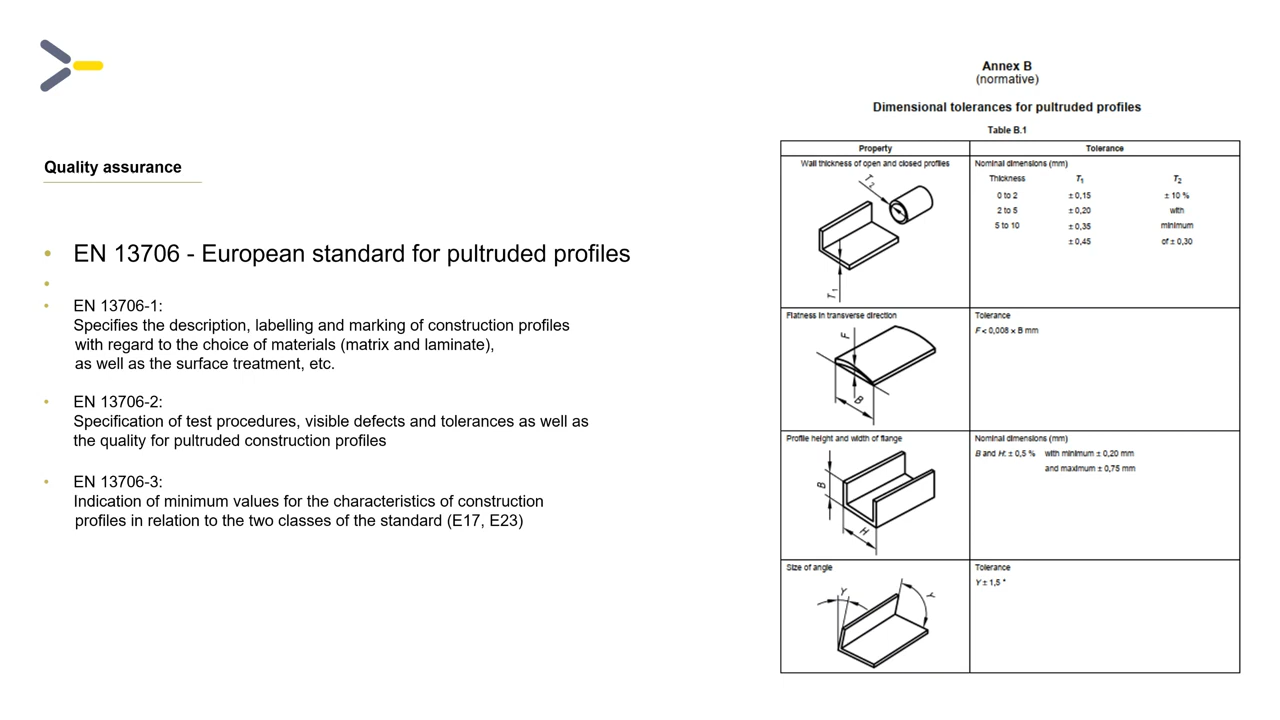 Quality assurance
• EN 13706 - European standard for pultruded profiles
•
• EN 13706-1:
Specifies the description, labelling and marking of construction profiles
with regard to the choice of materials (matrix and laminate),
as well as the surface treatment, etc.
• EN 13706-2:
Specification of test procedures, visible defects and tolerances as well as
the quality for pultruded construction profiles
• EN 13706-3:
Indication of minimum values for the characteristics of construction
profiles in relation to the two classes of the standard (E17, E23)
Annex B
(normative)
Dimensional tolerances for pultruded profiles
Table B.1
Property Tolerance
Wall thickness of open and closed profiles
T2
T1
Nominal dimensions (mm)
Thickness T1 T2
0 to 2 ± 0,15 ± 10 %
2 to 5 ± 0,20 with
5 to 10 ± 0,35 minimum
± 0,45 of ± 0,30
Flatness in transverse direction
F
B
Tolerance
F < 0,008 x B mm
Profile height and width of flange
B
H
Nominal dimensions (mm)
B and H: ± 0,5 % with minimum ± 0,20 mm
and maximum ± 0,75 mm
Size of angle
Y
Y
Tolerance
Y ± 1,5 °